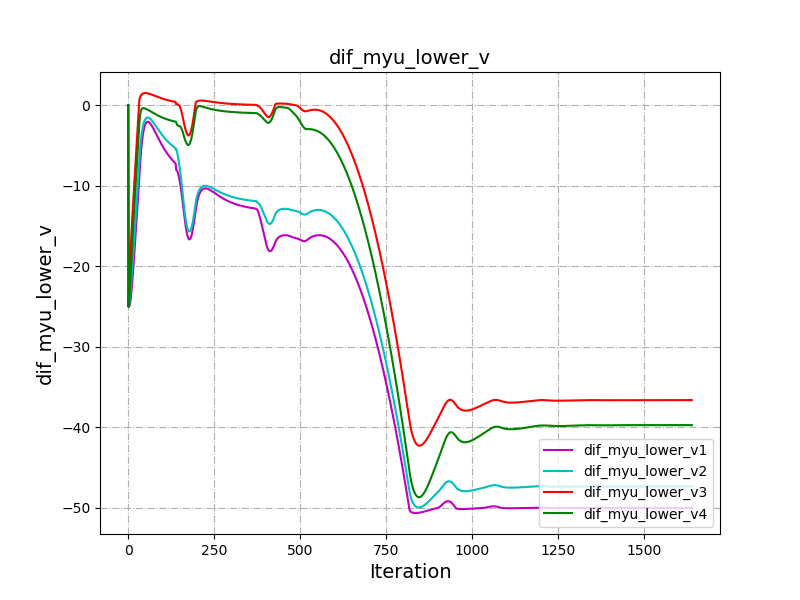 dif_myu_lower_v
dif_myu_lower_v
0
−10
−20
−30
−40
−50
0
250
500
750
1000
1250
1500
Iteration
dif_myu_lower_v1
dif_myu_lower_v2
dif_myu_lower_v3
dif_myu_lower_v4